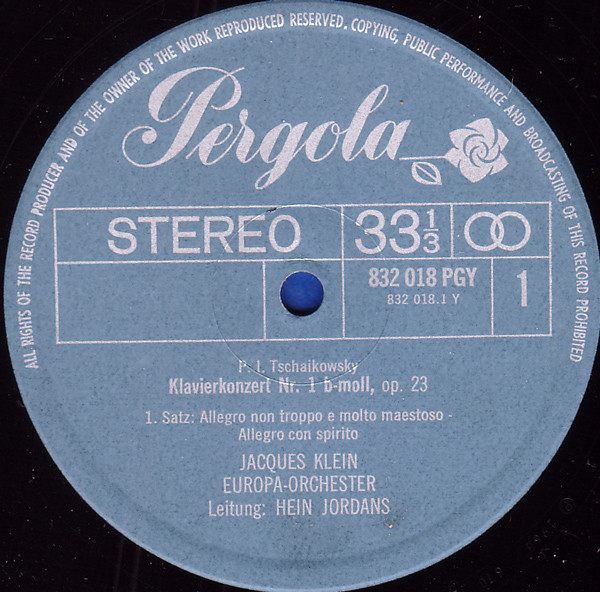 ALL RIGHTS OF THE RECORD PRODUCER AND OF THE OWNER OF THE WORK REPRODUCED RESERVED. COPYING, PUBLIC PERFORMANCE AND BROADCASTING OF THIS RECORD PROHIBITED
Pergola
STEREO 33 1/3
832 018 PGY 1
832 018.1 Y
P. I. Tschaikowsky
Klavierkonzert Nr. 1 b-moll, op. 23
1. Satz: Allegro non troppo e molto maestoso -
Allegro con spirito
JACQUES KLEIN
EUROPA-ORCHESTER
Leitung: HEIN JORDANS